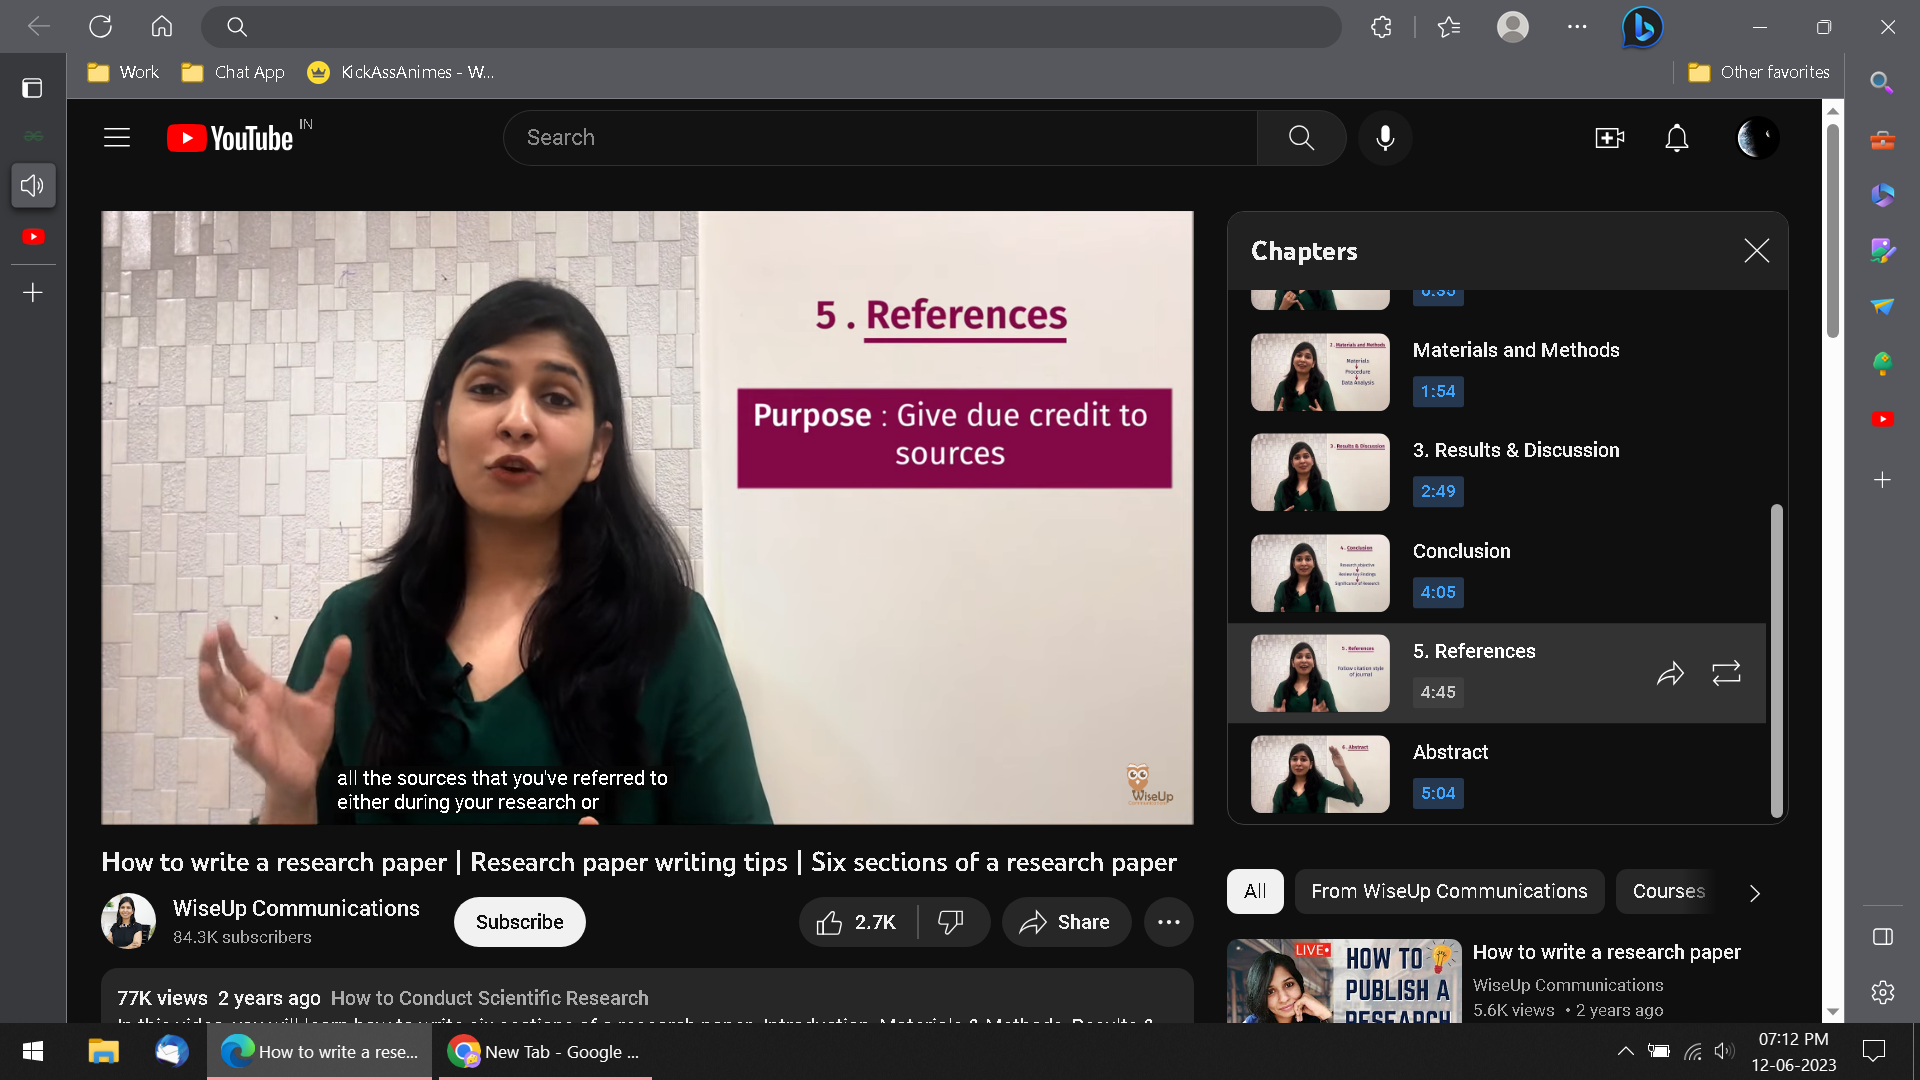 Work
Chat App
KickAssAnimes - W...
Other favorites
YouTube IN
Search
5 . References
Purpose : Give due credit to
sources
all the sources that you've referred to
either during your research or
WiseUp
Chapters
Materials and Methods
1:54
3. Results & Discussion
2:49
Conclusion
4:05
5. References
4:45
Abstract
5:04
How to write a research paper | Research paper writing tips | Six sections of a research paper
WiseUp Communications
84.3K subscribers
Subscribe
2.7K
Share
77K views 2 years ago How to Conduct Scientific Research
All
From WiseUp Communications
Courses
LIVE
HOW TO
PUBLISH A
RESEARCH
How to write a research paper
WiseUp Communications
5.6K views • 2 years ago
How to write a rese...
New Tab - Google ...
07:12 PM
12-06-2023